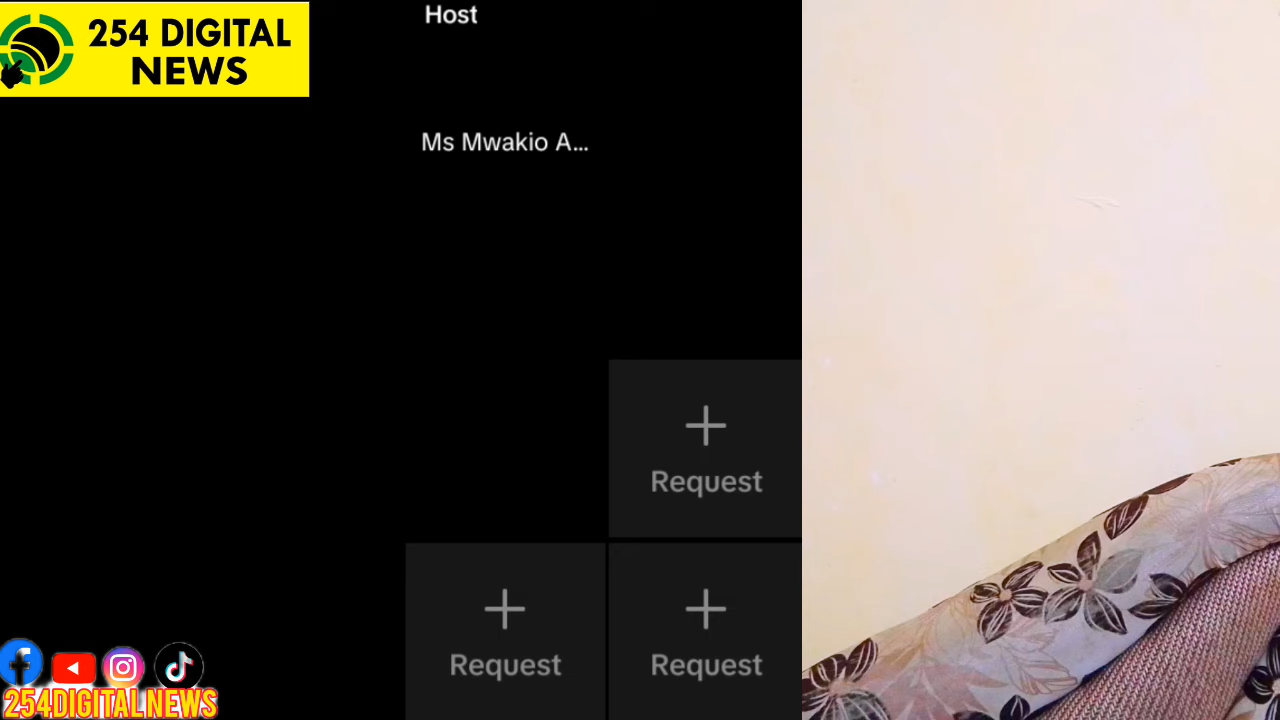 254 DIGITAL
NEWS
Host
Ms Mwakio A...
Request
Request
Request
254DIGITALNEWS